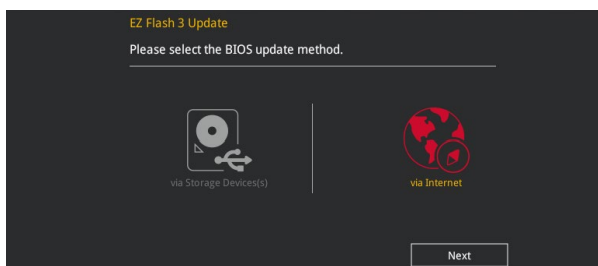 EZ Flash 3 Update
Please select the BIOS update method.
via Storage Devices(s)
via Internet
Next